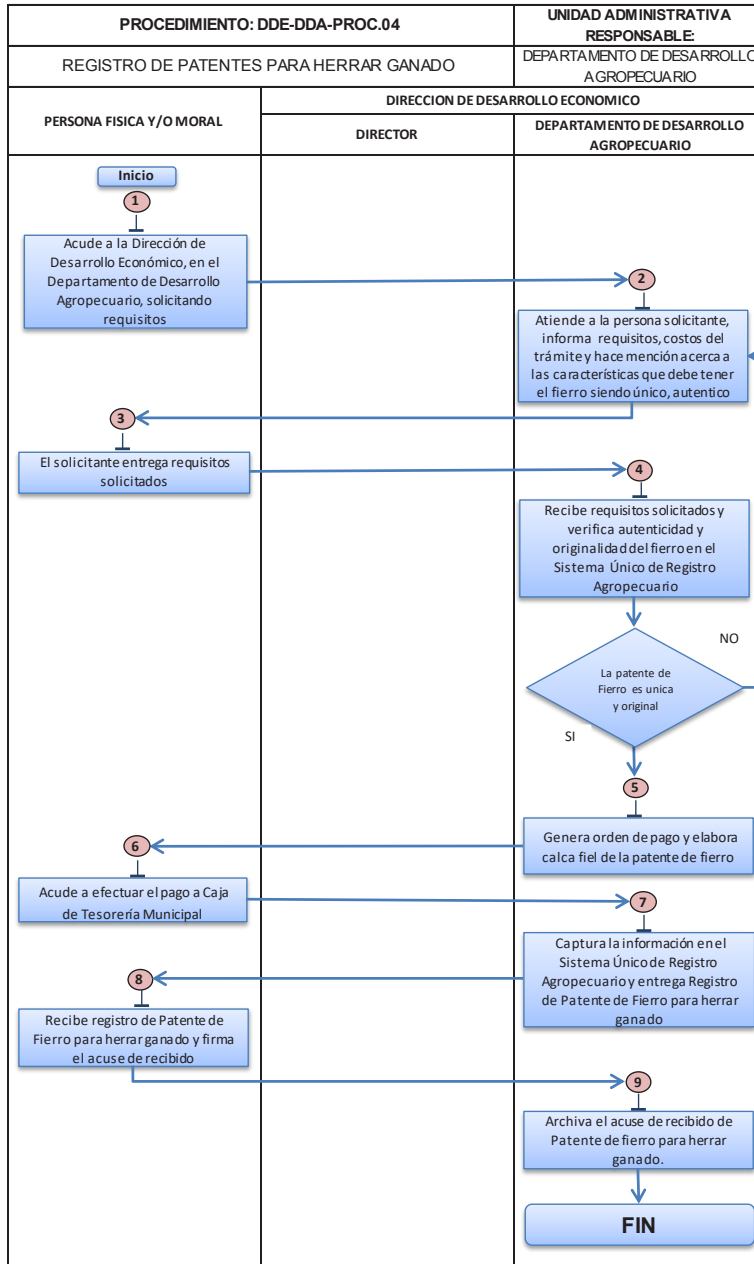 PROCEDIMIENTO: DDE-DDA-PROC.04
UNIDAD ADMINISTRATIVA
RESPONSABLE:
REGISTRO DE PATENTES PARA HERRAR GANADO
DEPARTAMENTO DE DESARROLLO
AGROPECUARIO
PERSONA FISICA Y/O MORAL
DIRECCION DE DESARROLLO ECONOMICO
DIRECTOR
DEPARTAMENTO DE DESARROLLO
AGROPECUARIO
Inicio
1
Acude a la Dirección de
Desarrollo Económico, en el
Departamento de Desarrollo
Agropecuario, solicitando
requisitos
2
Atiende a la persona solicitante,
informa requisitos, costos del
trámite y hace mención acerca a
las características que debe tener
el fierro siendo único, autentico
3
El solicitante entrega requisitos
solicitados
4
Recibe requisitos solicitados y
verifica autenticidad y
originalidad del fierro en el
Sistema Único de Registro
Agropecuario
La patente de
Fierro es unica
y original
NO
SI
5
Genera orden de pago y elabora
calca fiel de la patente de fierro
6
Acude a efectuar el pago a Caja
de Tesorería Municipal
7
Captura la información en el
Sistema Único de Registro
Agropecuario y entrega Registro
de Patente de Fierro para herrar
ganado
8
Recibe registro de Patente de
Fierro para herrar ganado y firma
el acuse de recibido
9
Archiva el acuse de recibido de
Patente de fierro para herrar
ganado.
FIN